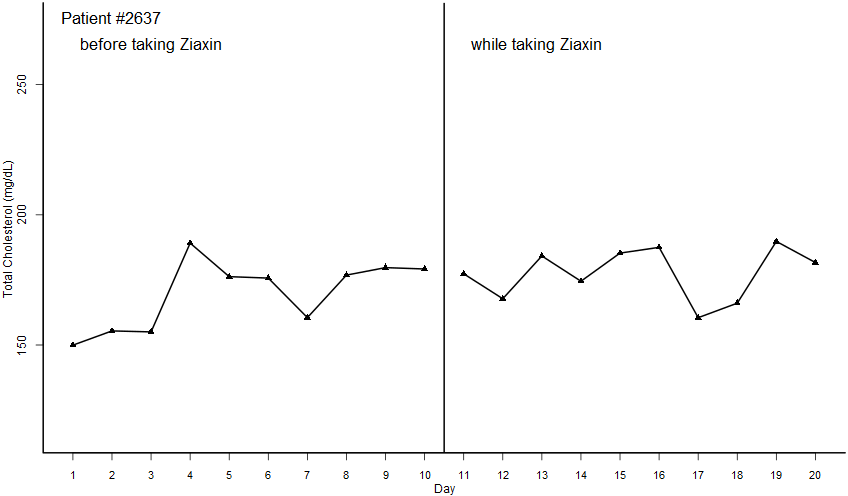 Patient #2637
before taking Ziaxin
while taking Ziaxin
Total Cholesterol (mg/dL)
250
200
150
1 2 3 4 5 6 7 8 9 10 11 12 13 14 15 16 17 18 19 20
Day